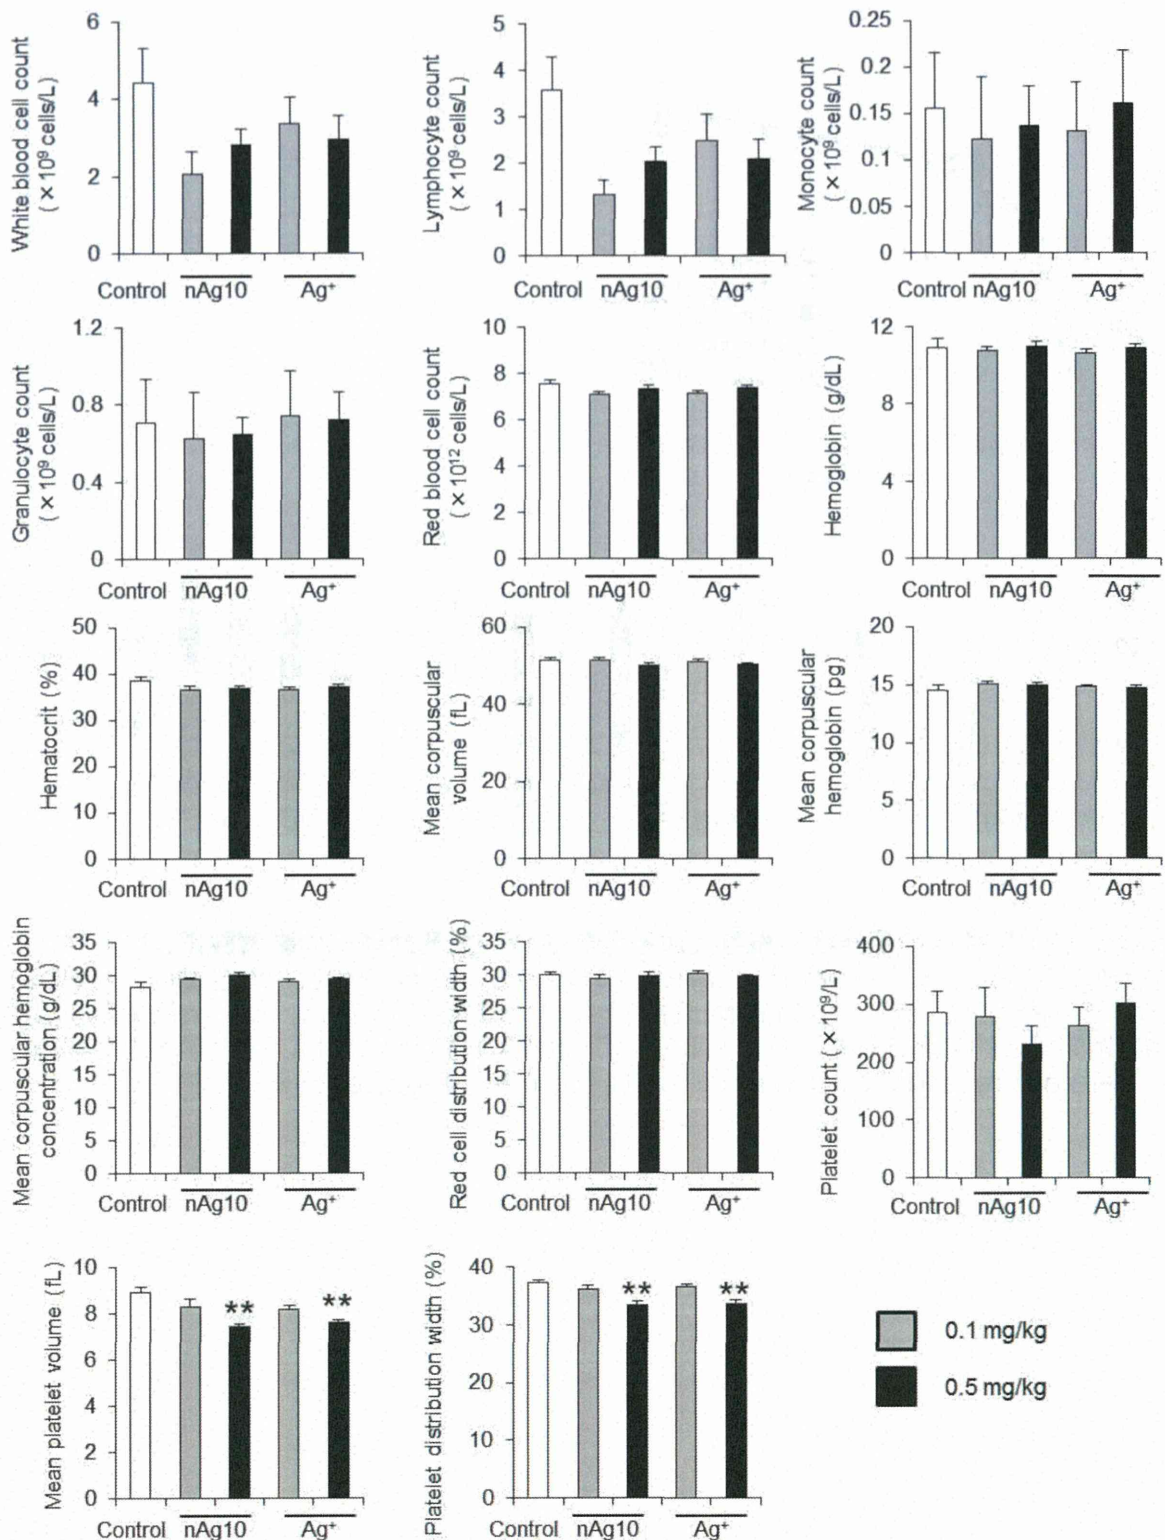 White blood cell count
(×10⁹ cells/L)
6
4
2
0
Control nAg10 Ag⁺
Lymphocyte count
(×10⁹ cells/L)
5
4
3
2
1
0
Control nAg10 Ag⁺
Monocyte count
(×10⁹ cells/L)
0.25
0.2
0.15
0.1
0.05
0
Control nAg10 Ag⁺
Granulocyte count
(×10⁹ cells/L)
1.2
0.8
0.4
0
Control nAg10 Ag⁺
Red blood cell count
(×10¹² cells/L)
10
8
6
4
2
0
Control nAg10 Ag⁺
Hemoglobin (g/dL)
12
8
4
0
Control nAg10 Ag⁺
Hematocrit (%)
50
40
30
20
10
0
Control nAg10 Ag⁺
Mean corpuscular
volume (fL)
60
40
20
0
Control nAg10 Ag⁺
Mean corpuscular
hemoglobin (pg)
20
15
10
5
0
Control nAg10 Ag⁺
Mean corpuscular hemoglobin
concentration (g/dL)
35
30
25
20
15
10
5
0
Control nAg10 Ag⁺
Red cell distribution width (%)
35
30
25
20
15
10
5
0
Control nAg10 Ag⁺
Platelet count (×10⁹/L)
400
300
200
100
0
Control nAg10 Ag⁺
Mean platelet volume (fL)
10
8
6
4
2
0
** **
Control nAg10 Ag⁺
Platelet distribution width (%)
40
30
20
10
0
** **
Control nAg10 Ag⁺
0.1 mg/kg
0.5 mg/kg